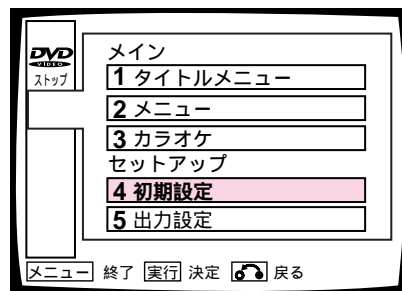 DVD
VIDEO
ストップ
メイン
1 タイトルメニュー
2 メニュー
3 カラオケ
セットアップ
4 初期設定
5 出力設定
メニュー 終了 実行 決定 戻る